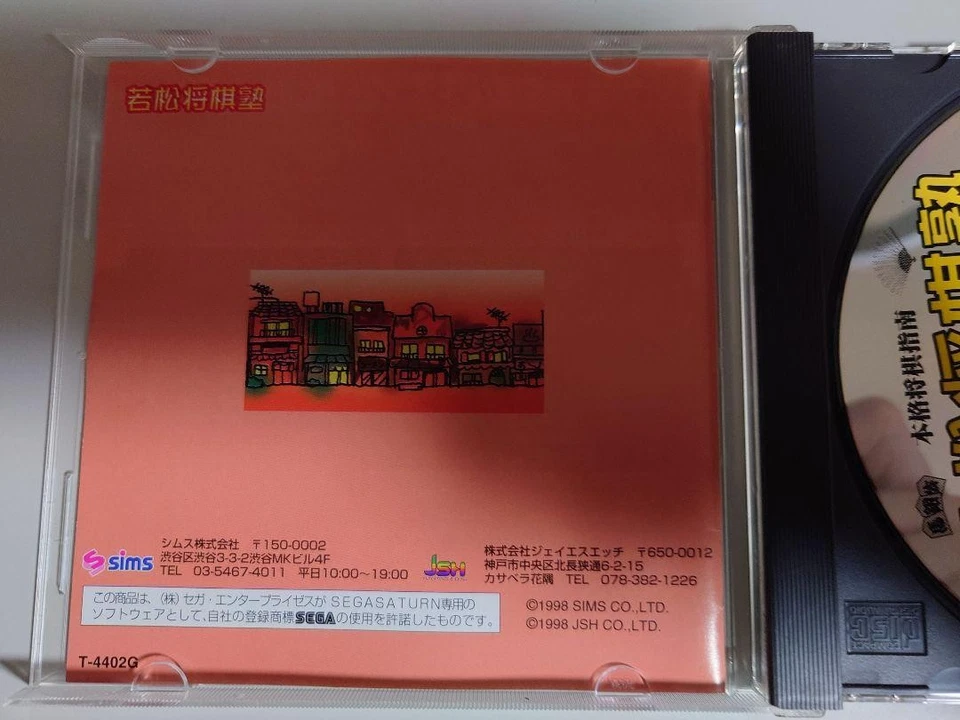 若松将棋塾
sims
シムス株式会社 〒150-0002
渋谷区渋谷3-3-2渋谷MKビル4F
TEL 03-5467-4011 平日10:00〜19:00
JSH
株式会社ジェイエスエッチ 〒650-0012
神戸市中央区北長狭通6-2-15
カサベラ花隅 TEL 078-382-1226
この商品は、(株)セガ・エンタープライゼスが SEGASATURN専用の
ソフトウェアとして、自社の登録商標SEGAの使用を許諾したものです。
©1998 SIMS CO.,LTD.
©1998 JSH CO.,LTD.
T-4402G
将棋塾
本格将棋指南